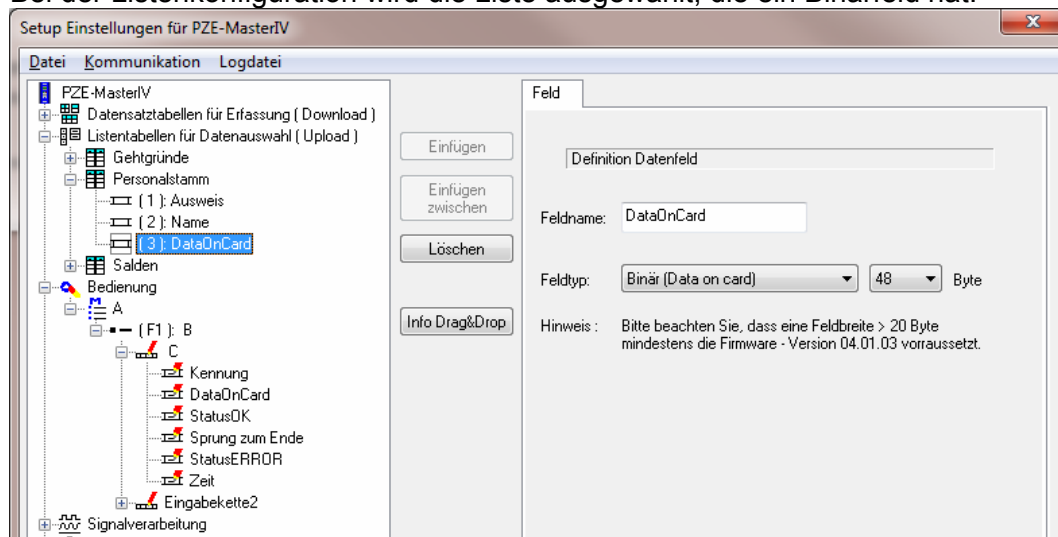 Bei der Listenkonfiguration wird die Liste ausgewählt, die ein Binärfeld hat.
Setup Einstellungen für PZE-MasterIV
Datei Kommunikation Logdatei
PZE-MasterIV
Datensatztabellen für Erfassung ( Download )
Listentabellen für Datenauswahl ( Upload )
Gehtgründe
Personalstamm
( 1 ): Ausweis
( 2 ): Name
( 3 ): DataOnCard
Salden
Bedienung
A
( F1 ): B
C
Kennung
DataOnCard
StatusOK
Sprung zum Ende
StatusERROR
Zeit
Eingabekette2
Signalverarbeitung
Einfügen
Einfügen
zwischen
Löschen
Info Drag&Drop
Feld
Definition Datenfeld
Feldname: DataOnCard
Feldtyp: Binär (Data on card) 48 Byte
Hinweis : Bitte beachten Sie, dass eine Feldbreite > 20 Byte
mindestens die Firmware - Version 04.01.03 vorraussetzt.